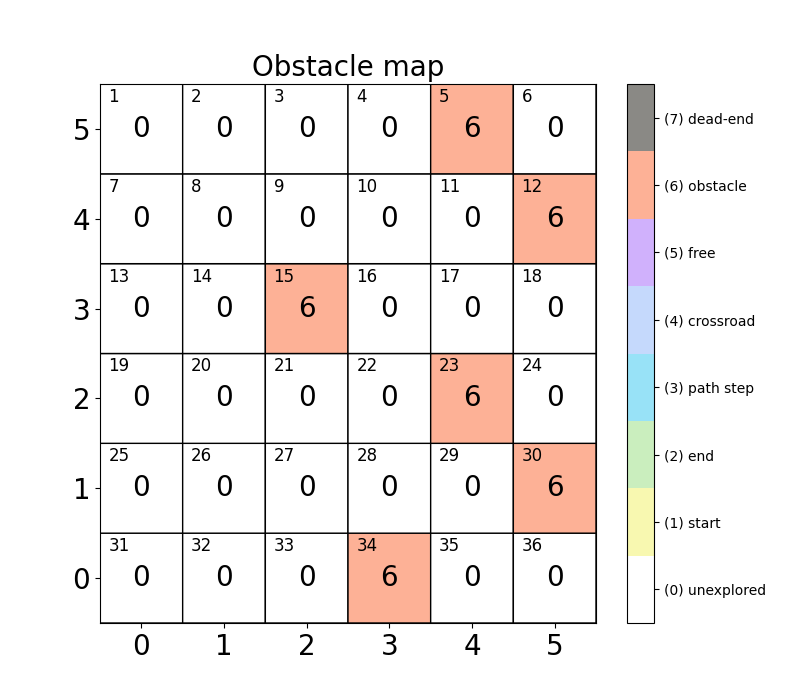 Obstacle map
1 2 3 4 5 6
5 0 0 0 0 6 0
7 8 9 10 11 12
4 0 0 0 0 0 6
13 14 15 16 17 18
3 0 0 6 0 0 0
19 20 21 22 23 24
2 0 0 0 0 6 0
25 26 27 28 29 30
1 0 0 0 0 0 6
31 32 33 34 35 36
0 0 0 0 6 0 0
0 1 2 3 4 5
(7) dead-end
(6) obstacle
(5) free
(4) crossroad
(3) path step
(2) end
(1) start
(0) unexplored